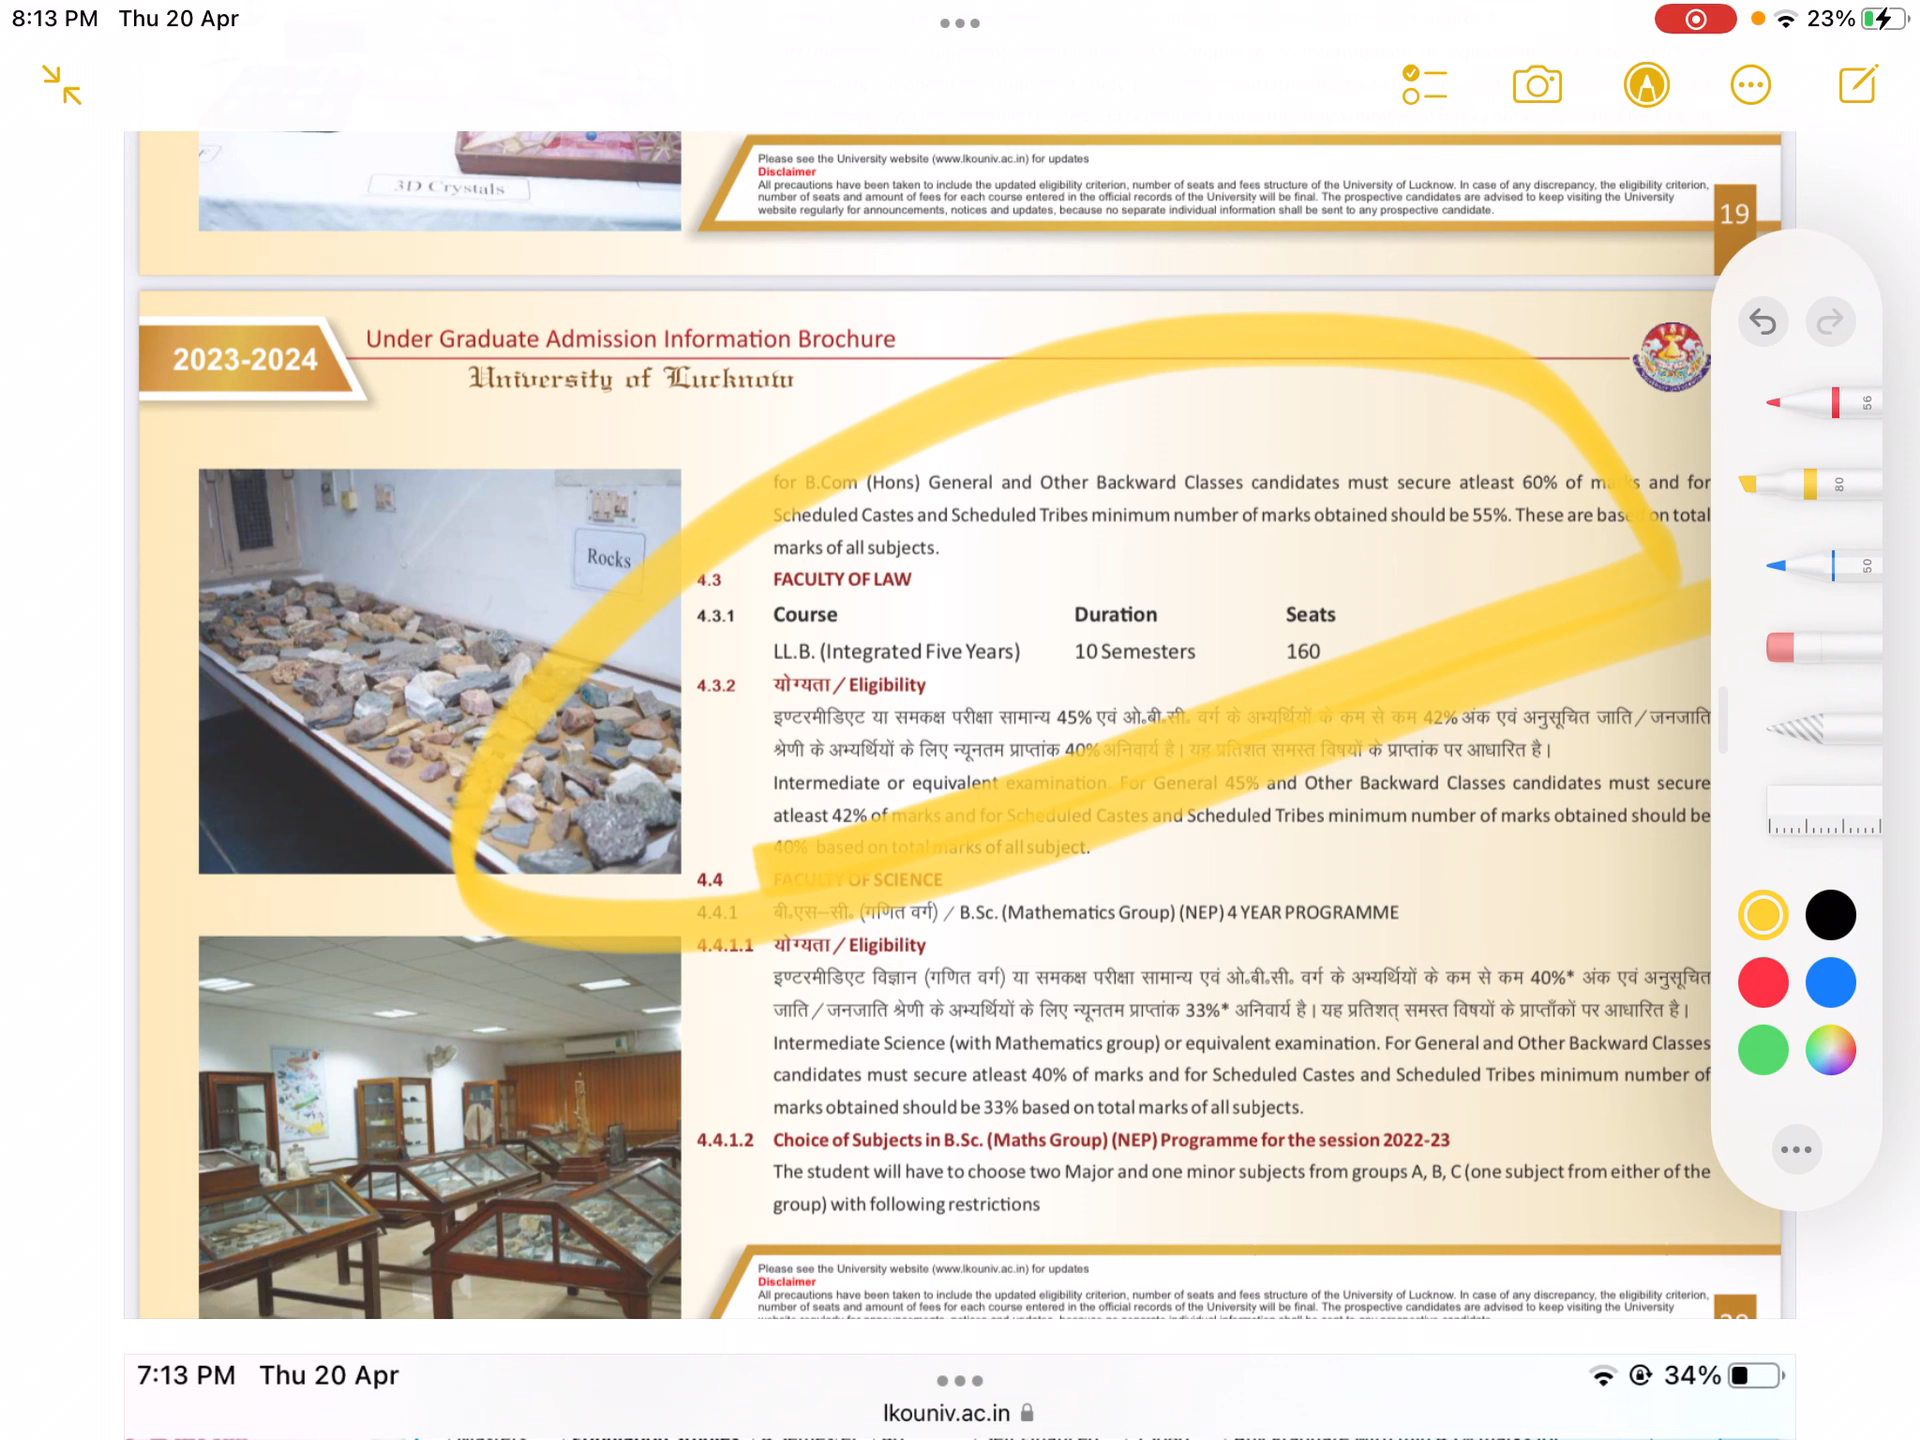 8:13 PM Thu 20 Apr
23%
3D Crystals
Please see the University website (www.lkouniv.ac.in) for updates
Disclaimer
All precautions have been taken to include the updated eligibility criterion, number of seats and fees structure of the University of Lucknow. In case of any discrepancy, the eligibility criterion,
number of seats and amount of fees for each course entered in the official records of the University will be final. The prospective candidates are advised to keep visiting the University
website regularly for announcements, notices and updates, because no separate individual information shall be sent to any prospective candidate.
19
2023-2024
Under Graduate Admission Information Brochure
University of Lucknow
Rocks
for B.Com (Hons) General and Other Backward Classes candidates must secure atleast 60% of marks and for
Scheduled Castes and Scheduled Tribes minimum number of marks obtained should be 55%. These are based on total
marks of all subjects.
4.3 FACULTY OF LAW
4.3.1 Course Duration Seats
LL.B. (Integrated Five Years) 10 Semesters 160
4.3.2 योग्यता / Eligibility
इण्टरमीडिएट या समकक्ष परीक्षा सामान्य 45% एवं ओ.बी.सी. वर्ग के अभ्यर्थियों के कम से कम 42% अंक एवं अनुसूचित जाति / जनजाति
श्रेणी के अभ्यर्थियों के लिए न्यूनतम प्राप्तांक 40% अनिवार्य है। यह प्रतिशत समस्त विषयों के प्राप्तांक पर आधारित है।
Intermediate or equivalent examination. For General 45% and Other Backward Classes candidates must secure
atleast 42% of marks and for Scheduled Castes and Scheduled Tribes minimum number of marks obtained should be
40% based on total marks of all subject.
4.4 FACULTY OF SCIENCE
4.4.1 बी.एस-सी. (गणित वर्ग) / B.Sc. (Mathematics Group) (NEP) 4 YEAR PROGRAMME
4.4.1.1 योग्यता / Eligibility
इण्टरमीडिएट विज्ञान (गणित वर्ग) या समकक्ष परीक्षा सामान्य एवं ओ.बी.सी. वर्ग के अभ्यर्थियों के कम से कम 40%* अंक एवं अनुसूचित
जाति / जनजाति श्रेणी के अभ्यर्थियों के लिए न्यूनतम प्राप्तांक 33%* अनिवार्य है। यह प्रतिशत् समस्त विषयों के प्राप्ताँकों पर आधारित है।
Intermediate Science (with Mathematics group) or equivalent examination. For General and Other Backward Classes
candidates must secure atleast 40% of marks and for Scheduled Castes and Scheduled Tribes minimum number of
marks obtained should be 33% based on total marks of all subjects.
4.4.1.2 Choice of Subjects in B.Sc. (Maths Group) (NEP) Programme for the session 2022-23
The student will have to choose two Major and one minor subjects from groups A, B, C (one subject from either of the
group) with following restrictions
Please see the University website (www.lkouniv.ac.in) for updates
Disclaimer
All precautions have been taken to include the updated eligibility criterion, number of seats and fees structure of the University of Lucknow. In case of any discrepancy, the eligibility criterion,
number of seats and amount of fees for each course entered in the official records of the University will be final. The prospective candidates are advised to keep visiting the University
56
80
50
7:13 PM Thu 20 Apr
34%
lkouniv.ac.in